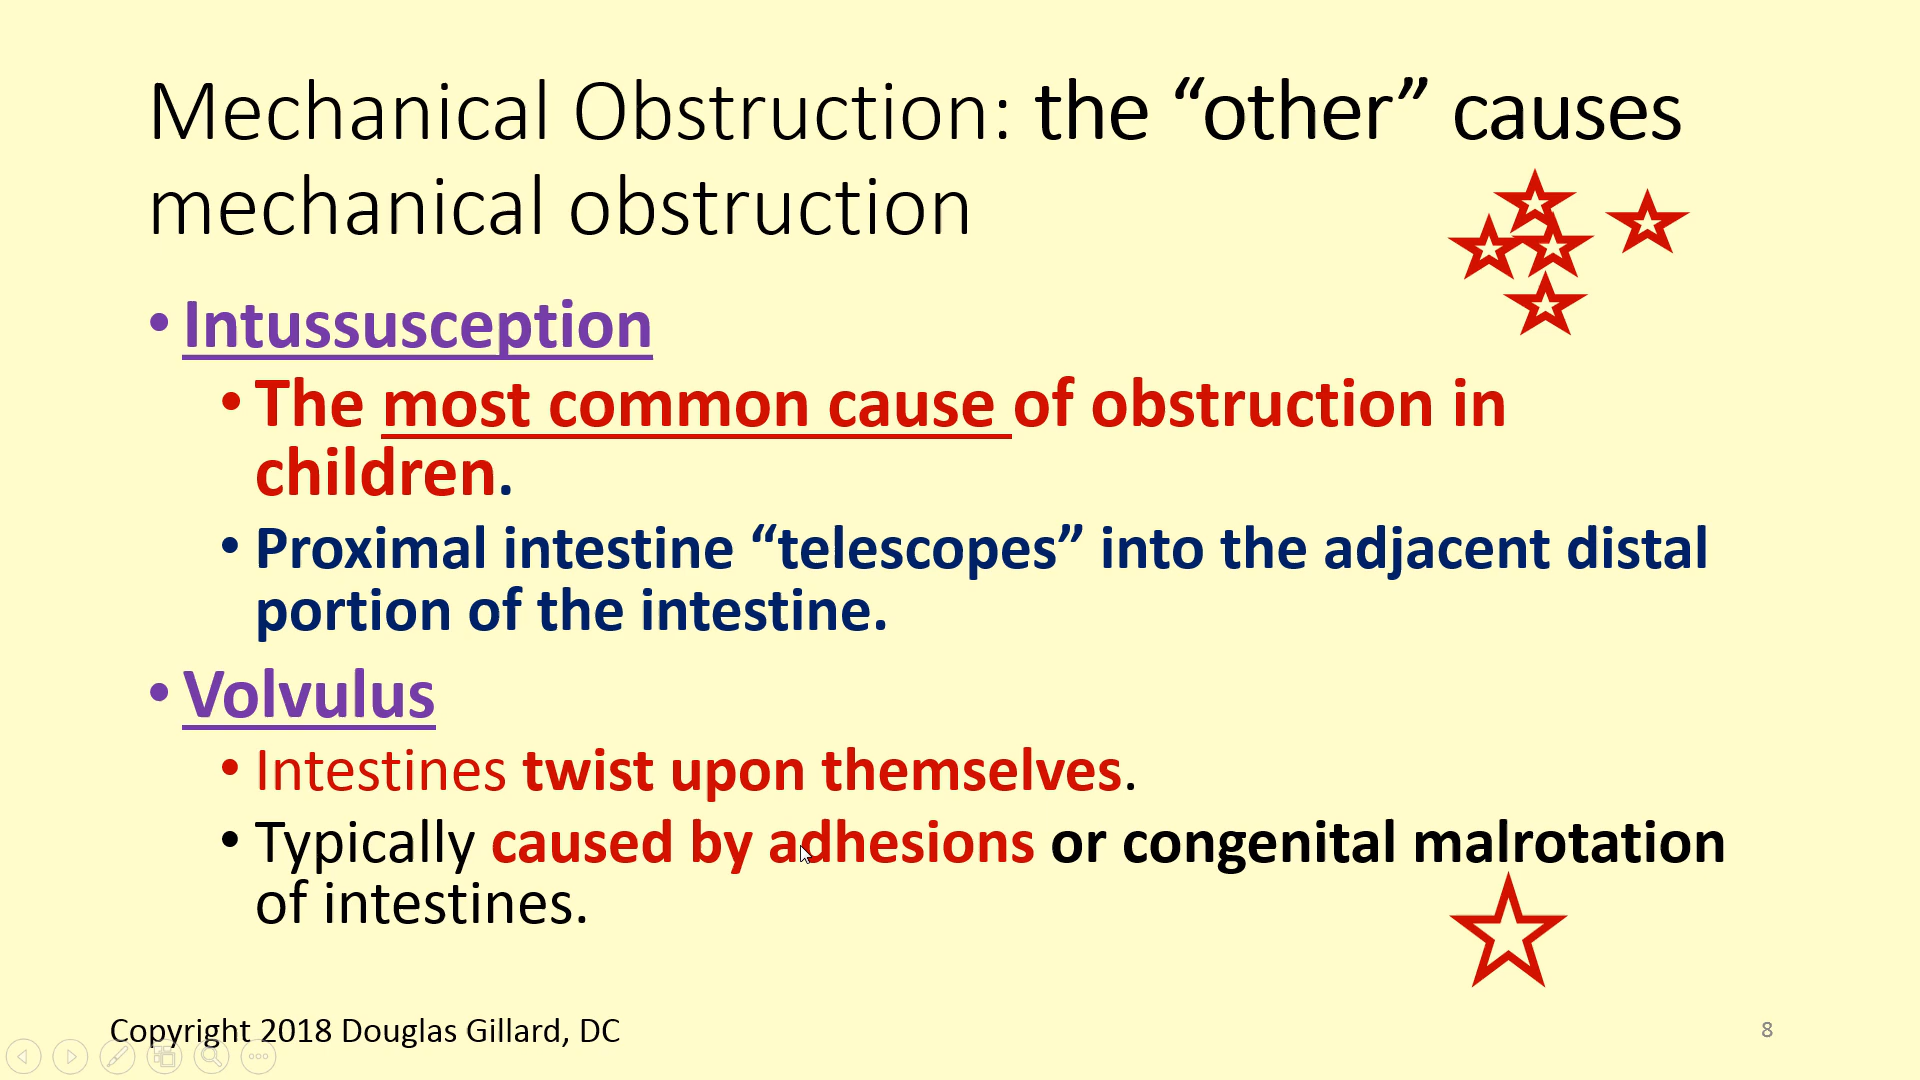 Mechanical Obstruction: the “other” causes
mechanical obstruction
• Intussusception
• The most common cause of obstruction in
children.
• Proximal intestine “telescopes” into the adjacent distal
portion of the intestine.
• Volvulus
• Intestines twist upon themselves.
• Typically caused by adhesions or congenital malrotation
of intestines.
Copyright 2018 Douglas Gillard, DC
8